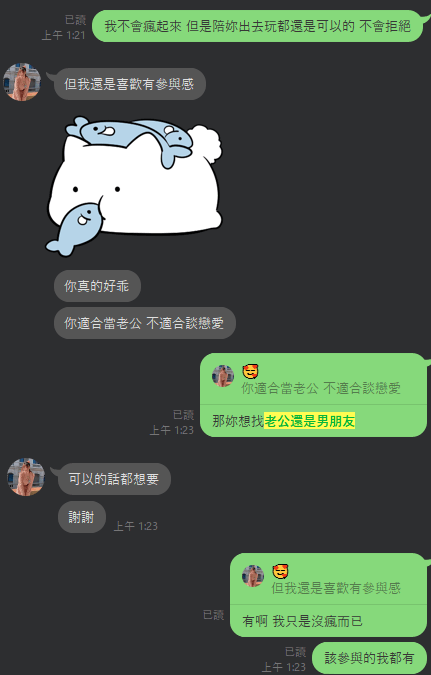 我不會瘋起來 但是陪妳出去玩都還是可以的 不會拒絕
已讀
上午 1:21
但我還是喜歡有參與感
你真的好乖
你適合當老公 不適合談戀愛
🥰
你適合當老公 不適合談戀愛
那妳想找老公還是男朋友
已讀
上午 1:23
可以的話都想要
謝謝
上午 1:23
🥰
但我還是喜歡有參與感
有啊 我只是沒瘋而已
已讀
該參與的我都有
已讀
上午 1:23